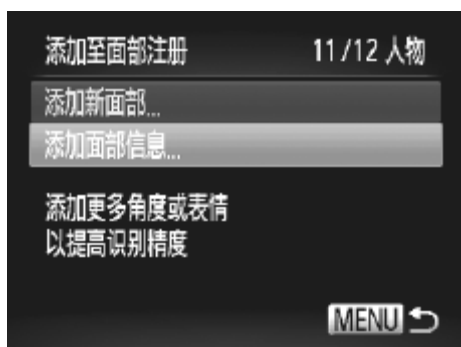 添加至面部注册 11/12 人物
添加新面部...
添加面部信息...
添加更多角度或表情
以提高识别精度
MENU